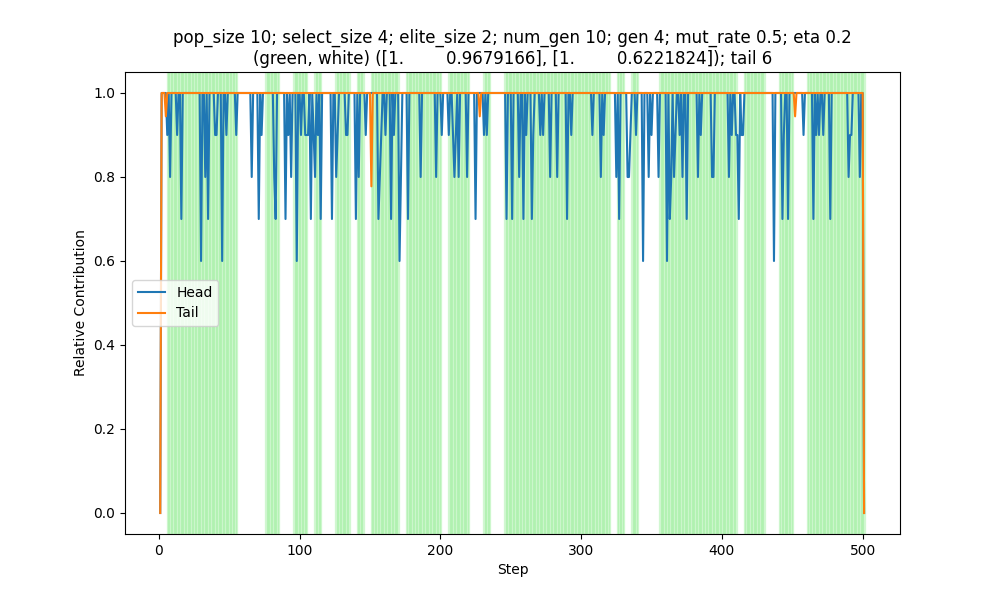 pop_size 10; select_size 4; elite_size 2; num_gen 10; gen 4; mut_rate 0.5; eta 0.2
(green, white) ([1.         0.9679166], [1.         0.6221824]); tail 6
1.0
0.8
0.6
0.4
0.2
0.0
Relative Contribution
Head
Tail
0
100
200
300
400
500
Step